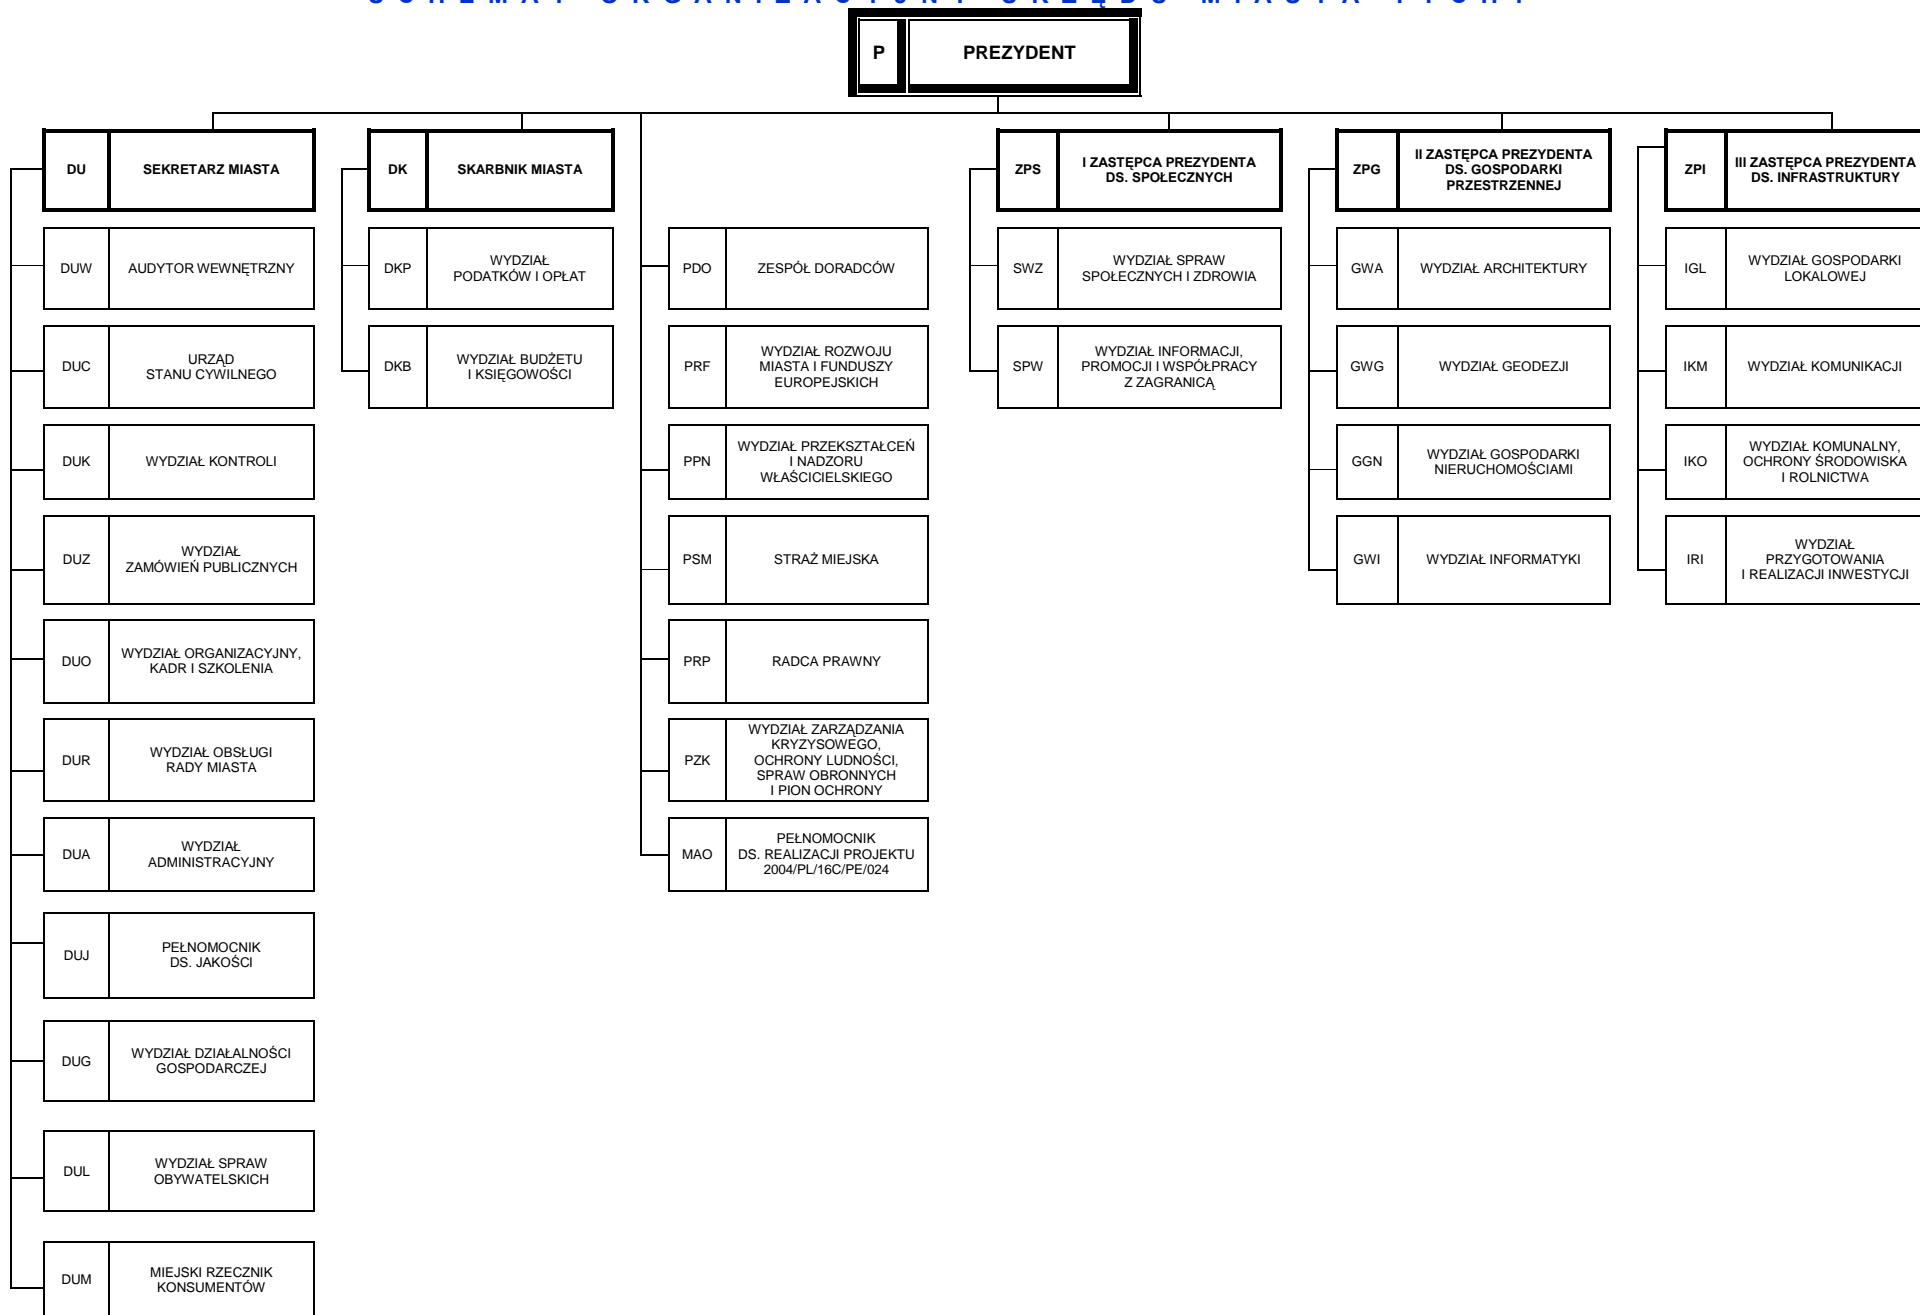 SCHEMAT ORGANIZACYJNY URZĘDU MIASTA TYCHY
P
PREZYDENT
DU
SEKRETARZ MIASTA
DUW
AUDYTOR WEWNĘTRZNY
DUC
URZĄD
STANU CYWILNEGO
DUK
WYDZIAŁ KONTROLI
DUZ
WYDZIAŁ
ZAMÓWIEŃ PUBLICZNYCH
DUO
WYDZIAŁ ORGANIZACYJNY,
KADR I SZKOLENIA
DUR
WYDZIAŁ OBSŁUGI
RADY MIASTA
DUA
WYDZIAŁ
ADMINISTRACYJNY
DUJ
PEŁNOMOCNIK
DS. JAKOŚCI
DUG
WYDZIAŁ DZIAŁALNOŚCI
GOSPODARCZEJ
DUL
WYDZIAŁ SPRAW
OBYWATELSKICH
DUM
MIEJSKI RZECZNIK
KONSUMENTÓW
DK
SKARBNIK MIASTA
DKP
WYDZIAŁ
PODATKÓW I OPŁAT
DKB
WYDZIAŁ BUDŻETU
I KSIĘGOWOŚCI
PDO
ZESPÓŁ DORADCÓW
PRF
WYDZIAŁ ROZWOJU
MIASTA I FUNDUSZY
EUROPEJSKICH
PPN
WYDZIAŁ PRZEKSZTAŁCEŃ
I NADZORU
WŁAŚCICIELSKIEGO
PSM
STRAŻ MIEJSKA
PRP
RADCA PRAWNY
PZK
WYDZIAŁ ZARZĄDZANIA
KRYZYSOWEGO,
OCHRONY LUDNOŚCI,
SPRAW OBRONNYCH
I PION OCHRONY
MAO
PEŁNOMOCNIK
DS. REALIZACJI PROJEKTU
2004/PL/16C/PE/024
ZPS
I ZASTĘPCA PREZYDENTA
DS. SPOŁECZNYCH
SWZ
WYDZIAŁ SPRAW
SPOŁECZNYCH I ZDROWIA
SPW
WYDZIAŁ INFORMACJI,
PROMOCJI I WSPÓŁPRACY
Z ZAGRANICĄ
ZPG
II ZASTĘPCA PREZYDENTA
DS. GOSPODARKI
PRZESTRZENNEJ
GWA
WYDZIAŁ ARCHITEKTURY
GWG
WYDZIAŁ GEODEZJI
GGN
WYDZIAŁ GOSPODARKI
NIERUCHOMOŚCIAMI
GWI
WYDZIAŁ INFORMATYKI
ZPI
III ZASTĘPCA PREZYDENTA
DS. INFRASTRUKTURY
IGL
WYDZIAŁ GOSPODARKI
LOKALOWEJ
IKM
WYDZIAŁ KOMUNIKACJI
IKO
WYDZIAŁ KOMUNALNY,
OCHRONY ŚRODOWISKA
I ROLNICTWA
IRI
WYDZIAŁ
PRZYGOTOWANIA
I REALIZACJI INWESTYCJI